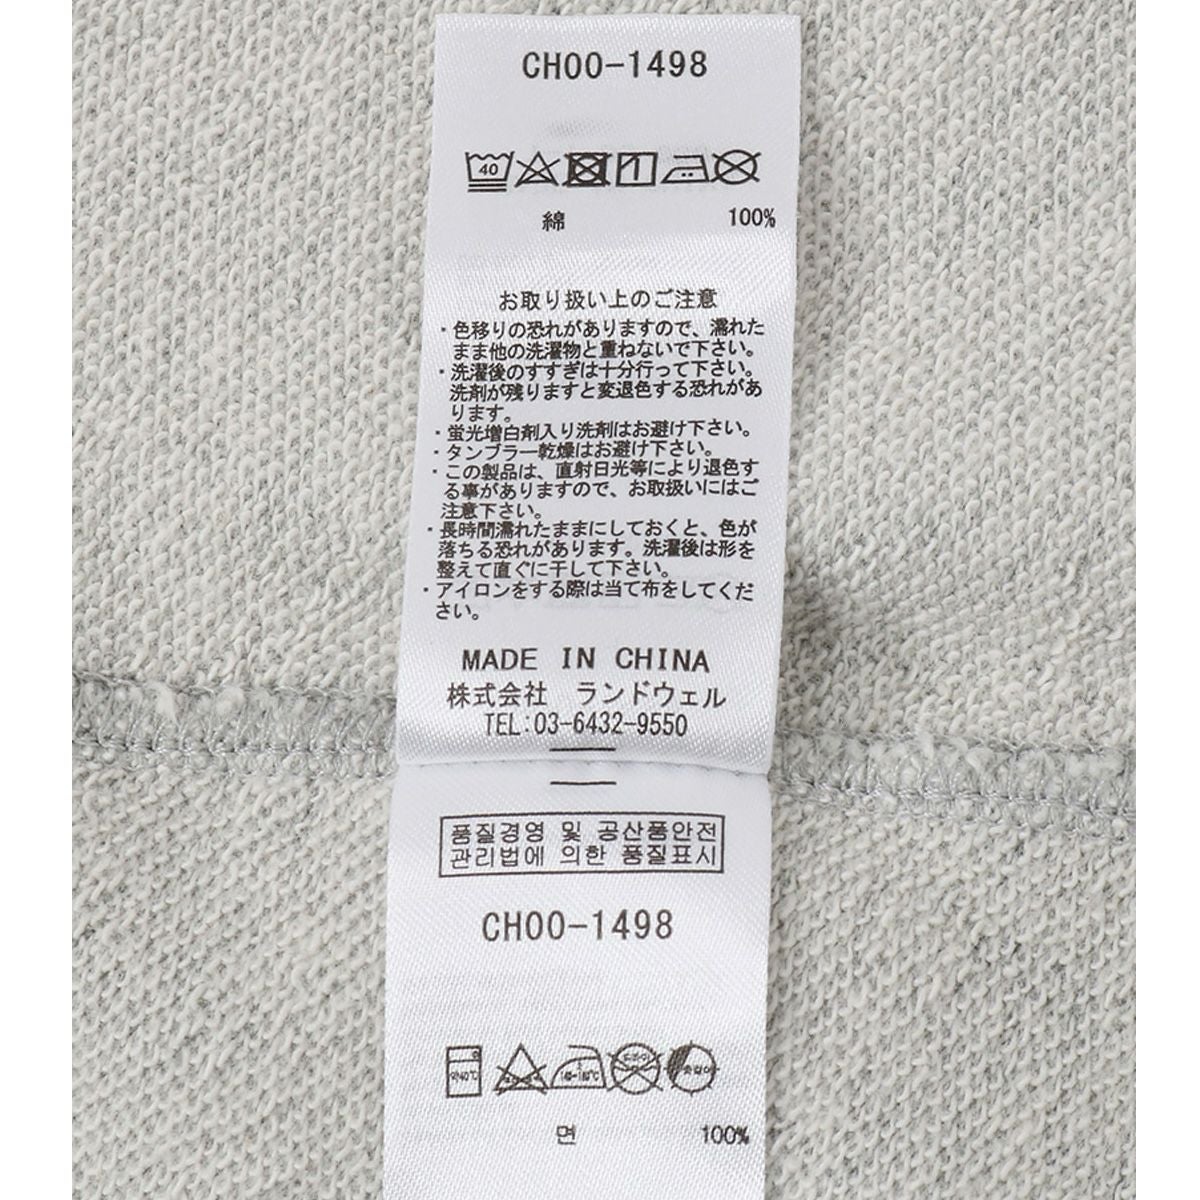 CH00-1498
40
綿 100%
お取り扱い上のご注意
・色移りの恐れがありますので、濡れた
まま他の洗濯物と重ねないで下さい。
・洗濯後のすすぎは十分行って下さい。
洗剤が残りますと変退色する恐れがあ
ります。
・蛍光増白剤入り洗剤はお避け下さい。
・タンブラー乾燥はお避け下さい。
・この製品は、直射日光等により退色す
る事がありますので、お取扱いにはご
注意下さい。
・長時間濡れたままにしておくと、色が
落ちる恐れがあります。洗濯後は形を
整えて直ぐに干して下さい。
・アイロンをする際は当て布をしてくだ
さい。
MADE IN CHINA
株式会社 ランドウェル
TEL:03-6432-9550
품질경영 및 공산품안전
관리법에 의한 품질표시
CH00-1498
약40℃ 드라이
면 100%